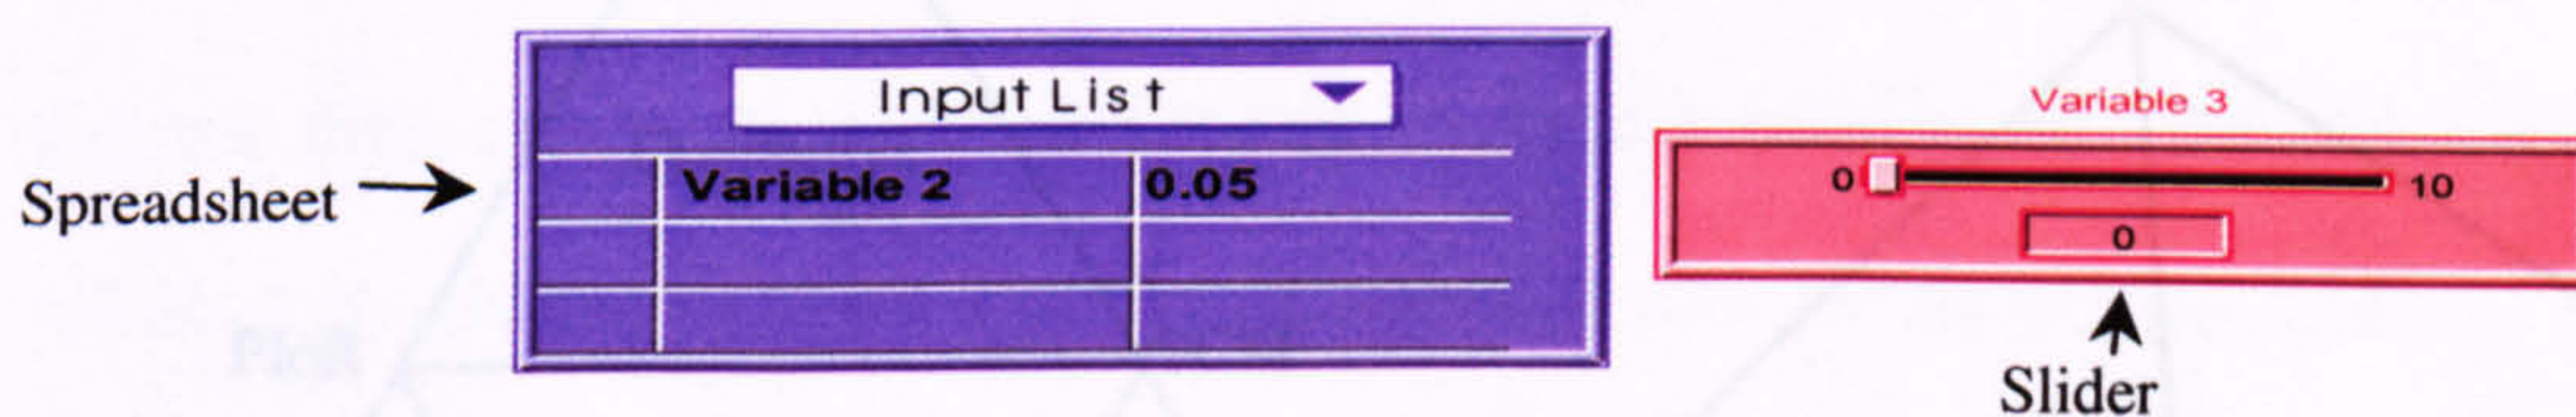 Input List
Variable 3
Spreadsheet
Variable 2 0.05
0 10
0
Slider